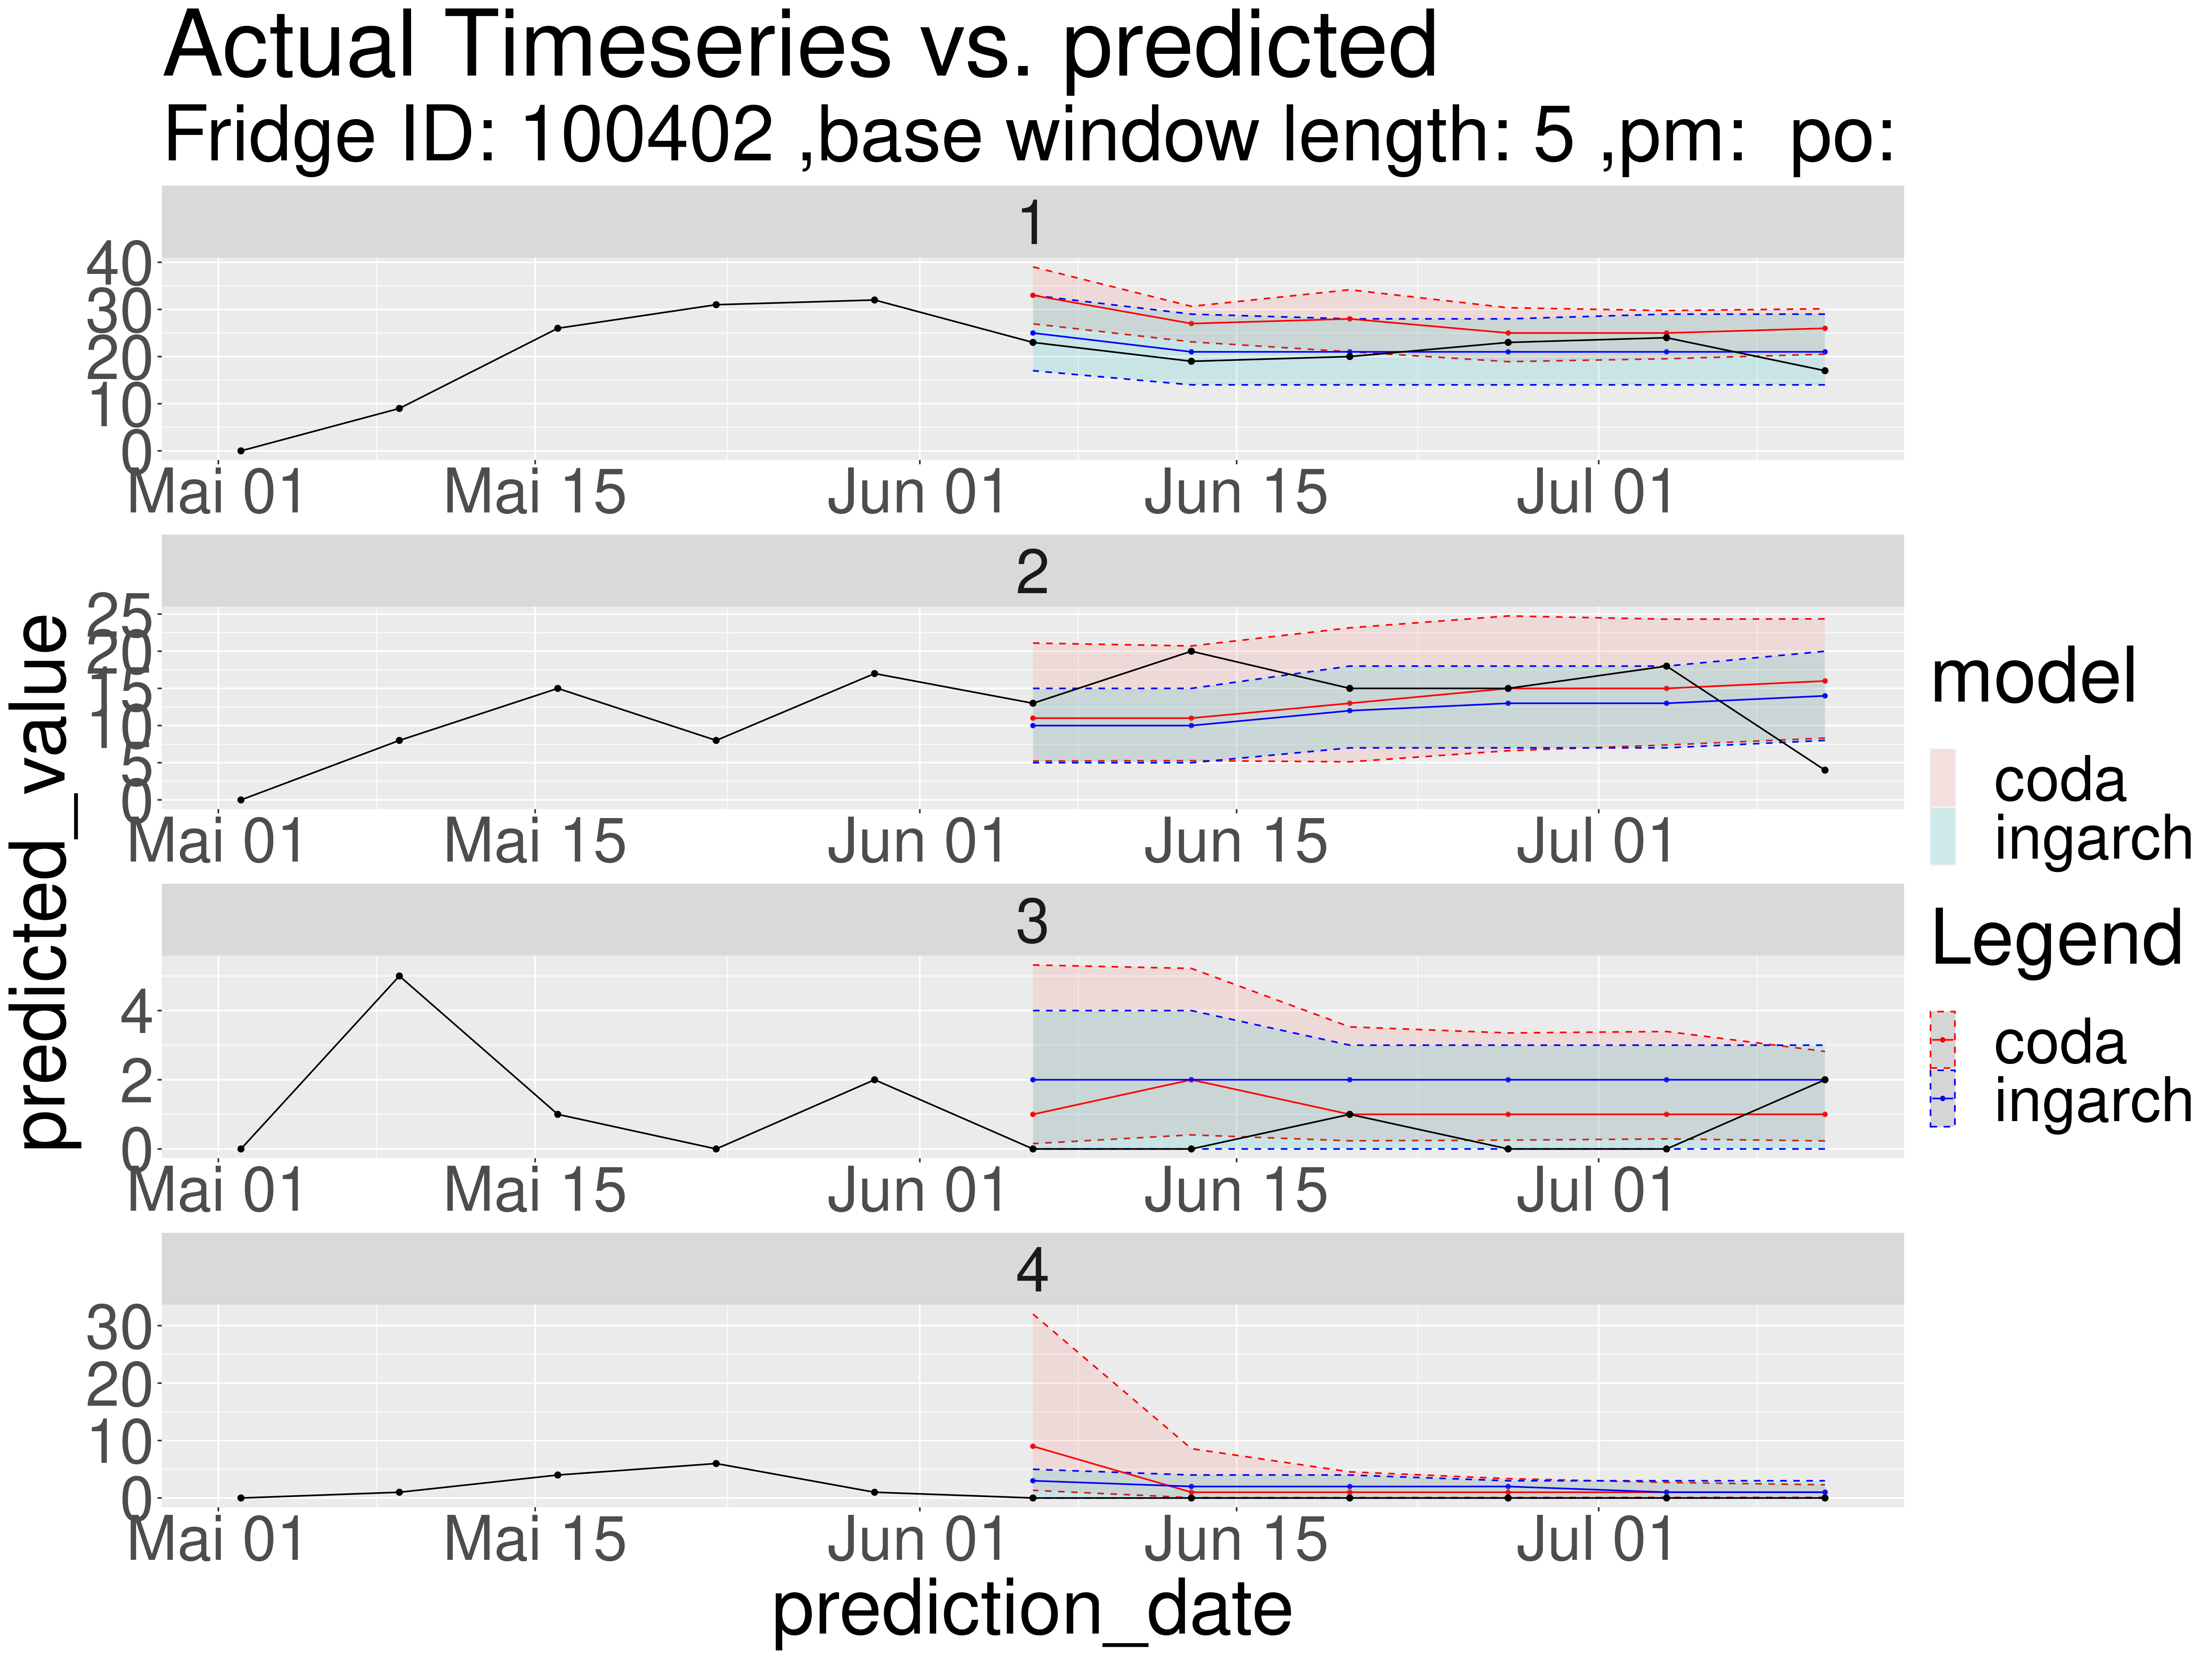 Actual Timeseries vs. predicted
Fridge ID: 100402 ,base window length: 5 ,pm:  po:
predicted_value
1
40
30
20
10
0
Mai 01 Mai 15 Jun 01 Jun 15 Jul 01
2
25
20
15
10
5
0
Mai 01 Mai 15 Jun 01 Jun 15 Jul 01
3
4
2
0
Mai 01 Mai 15 Jun 01 Jun 15 Jul 01
4
30
20
10
0
Mai 01 Mai 15 Jun 01 Jun 15 Jul 01
prediction_date
model
coda
ingarch
Legend
coda
ingarch